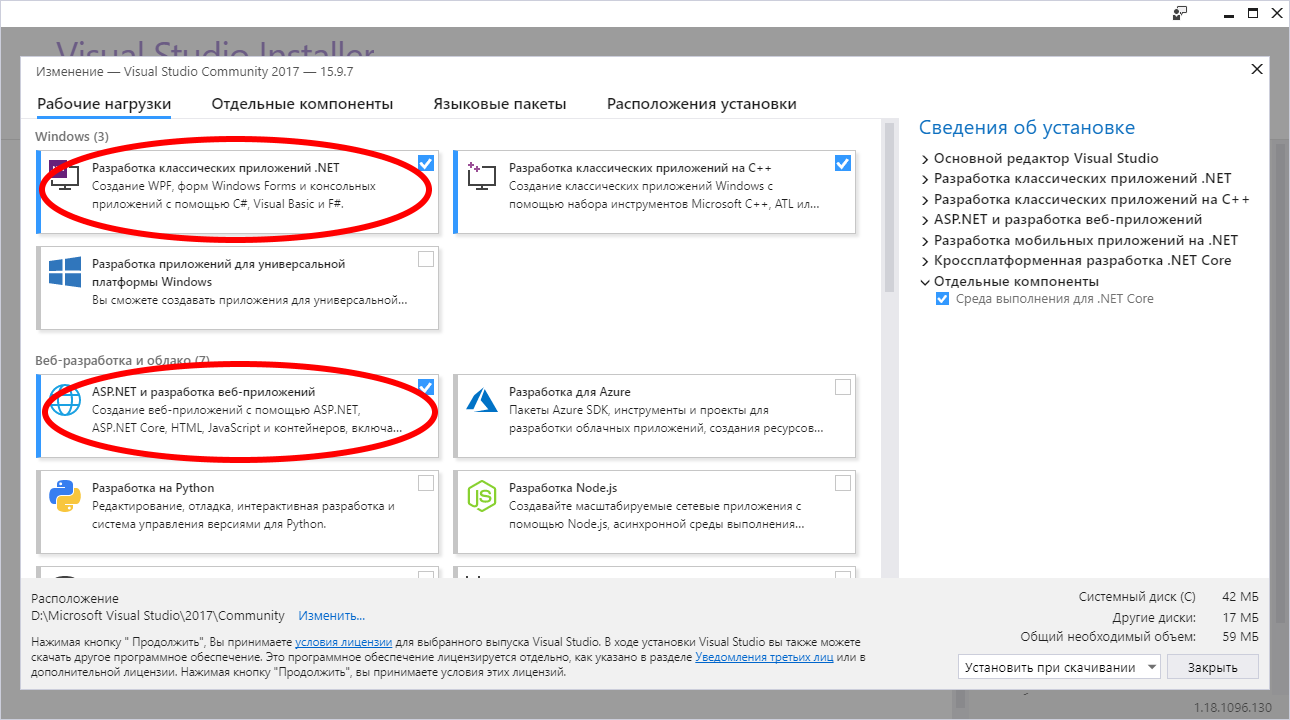 Visual Studio Installer
Изменение — Visual Studio Community 2017 — 15.9.7
Рабочие нагрузки
Отдельные компоненты
Языковые пакеты
Расположения установки
Windows (3)
Разработка классических приложений .NET
Создание WPF, форм Windows Forms и консольных
приложений с помощью C#, Visual Basic и F#.
Разработка классических приложений на C++
Создание классических приложений Windows с
помощью набора инструментов Microsoft C++, ATL ил...
Разработка приложений для универсальной
платформы Windows
Вы сможете создавать приложения для универсальной...
Веб-разработка и облако (7)
ASP.NET и разработка веб-приложений
Создание веб-приложений с помощью ASP.NET,
ASP.NET Core, HTML, JavaScript и контейнеров, включа...
Разработка для Azure
Пакеты Azure SDK, инструменты и проекты для
разработки облачных приложений, создания ресурсов...
Разработка на Python
Редактирование, отладка, интерактивная разработка и
система управления версиями для Python.
Разработка Node.js
Создавайте масштабируемые сетевые приложения с
помощью Node.js, асинхронной среды выполнения...
Сведения об установке
Основной редактор Visual Studio
Разработка классических приложений .NET
Разработка классических приложений на C++
ASP.NET и разработка веб-приложений
Разработка мобильных приложений на .NET
Кроссплатформенная разработка .NET Core
Отдельные компоненты
Среда выполнения для .NET Core
Расположение
D:\Microsoft Visual Studio\2017\Community Изменить...
Нажимая кнопку " Продолжить", Вы принимаете условия лицензии для выбранного выпуска Visual Studio. В ходе установки Visual Studio вы также можете
скачать другое программное обеспечение. Это программное обеспечение лицензируется отдельно, как указано в разделе Уведомления третьих лиц или в
дополнительной лицензии. Нажимая кнопку "Продолжить", вы принимаете условия этих лицензий.
Системный диск (C) 42 МБ
Другие диски: 17 МБ
Общий необходимый объем: 59 МБ
Установить при скачивании
Закрыть
1.18.1096.130